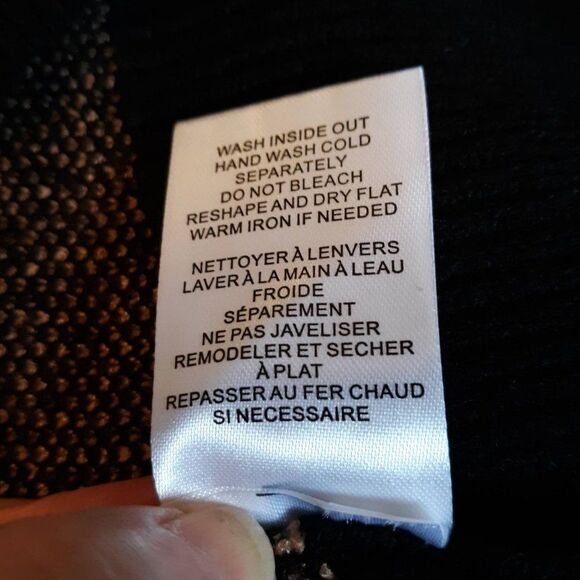 WASH INSIDE OUT
HAND WASH COLD
SEPARATELY
DO NOT BLEACH
RESHAPE AND DRY FLAT
WARM IRON IF NEEDED
NETTOYER À LENVERS
LAVER À LA MAIN À LEAU
FROIDE
SÉPAREMENT
NE PAS JAVELISER
REMODELER ET SECHER
À PLAT
REPASSER AU FER CHAUD
SI NECESSAIRE